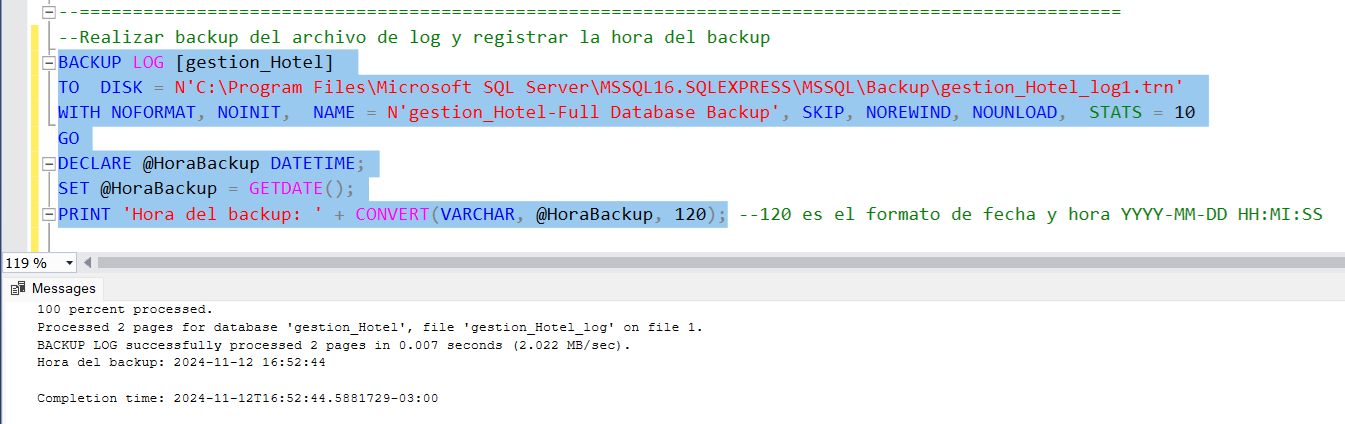 --=============================================================================================
--Realizar backup del archivo de log y registrar la hora del backup
BACKUP LOG [gestion_Hotel]
TO  DISK = N'C:\Program Files\Microsoft SQL Server\MSSQL16.SQLEXPRESS\MSSQL\Backup\gestion_Hotel_log1.trn'
WITH NOFORMAT, NOINIT,  NAME = N'gestion_Hotel-Full Database Backup', SKIP, NOREWIND, NOUNLOAD,  STATS = 10
GO
DECLARE @HoraBackup DATETIME;
SET @HoraBackup = GETDATE();
PRINT 'Hora del backup: ' + CONVERT(VARCHAR, @HoraBackup, 120); --120 es el formato de fecha y hora YYYY-MM-DD HH:MI:SS
119 %
Messages
100 percent processed.
Processed 2 pages for database 'gestion_Hotel', file 'gestion_Hotel_log' on file 1.
BACKUP LOG successfully processed 2 pages in 0.007 seconds (2.022 MB/sec).
Hora del backup: 2024-11-12 16:52:44
Completion time: 2024-11-12T16:52:44.5881729-03:00